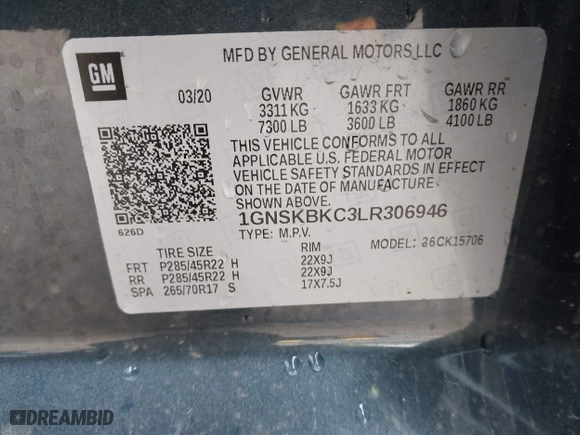 GM
MFD BY GENERAL MOTORS LLC
03/20
GVWR GAWR FRT GAWR RR
3311 KG 1633 KG 1860 KG
7300 LB 3600 LB 4100 LB
THIS VEHICLE CONFORMS TO ALL
APPLICABLE U.S. FEDERAL MOTOR
VEHICLE SAFETY STANDARDS IN EFFECT
ON THE DATE OF MANUFACTURE
SHOWN ABOVE.
1GNSKBKC3LR306946
626D
TYPE: M.P.V. MODEL: 36CK15706
TIRE SIZE RIM
FRT P285/45R22 H 22X9J
RR P285/45R22 H 22X9J
SPA 265/70R17 S 17X7.5J
DREAMBID